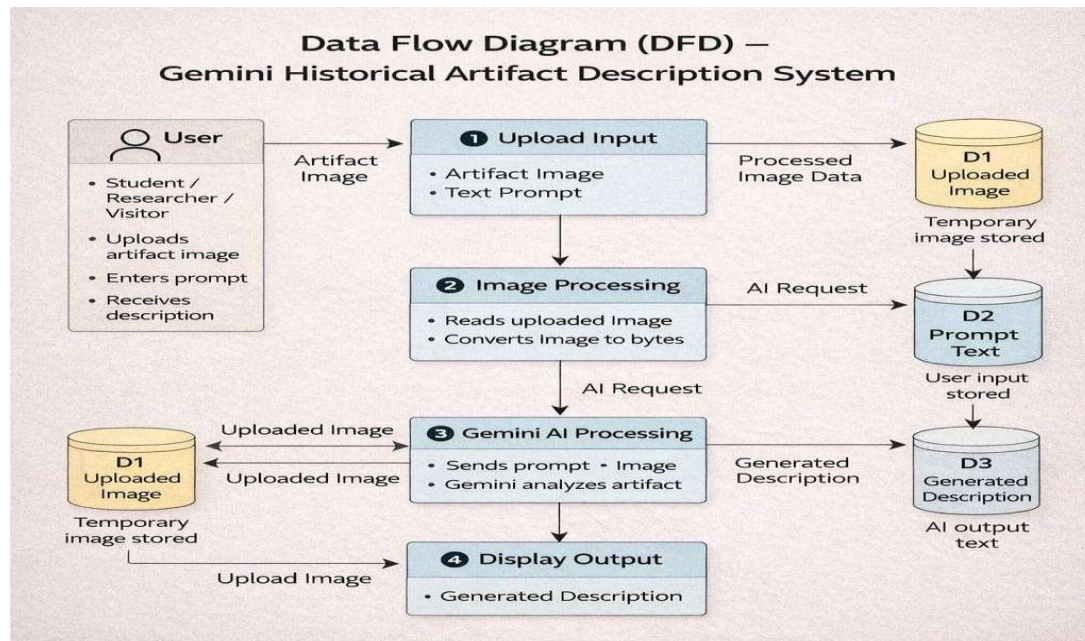 Data Flow Diagram (DFD) —
Gemini Historical Artifact Description System
User
• Student /
Researcher /
Visitor
• Uploads
artifact image
• Enters prompt
• Receives
description
Artifact
Image
1 Upload Input
• Artifact Image
• Text Prompt
Processed
Image Data
D1
Uploaded
Image
Temporary
image stored
2 Image Processing
• Reads uploaded Image
• Converts Image to bytes
AI Request
D2
Prompt
Text
User input
stored
AI Request
Uploaded Image
Uploaded Image
D1
Uploaded
Image
Temporary
image stored
3 Gemini AI Processing
• Sends prompt • Image
• Gemini analyzes artifact
Generated
Description
D3
Generated
Description
AI output
text
Upload Image
4 Display Output
• Generated Description